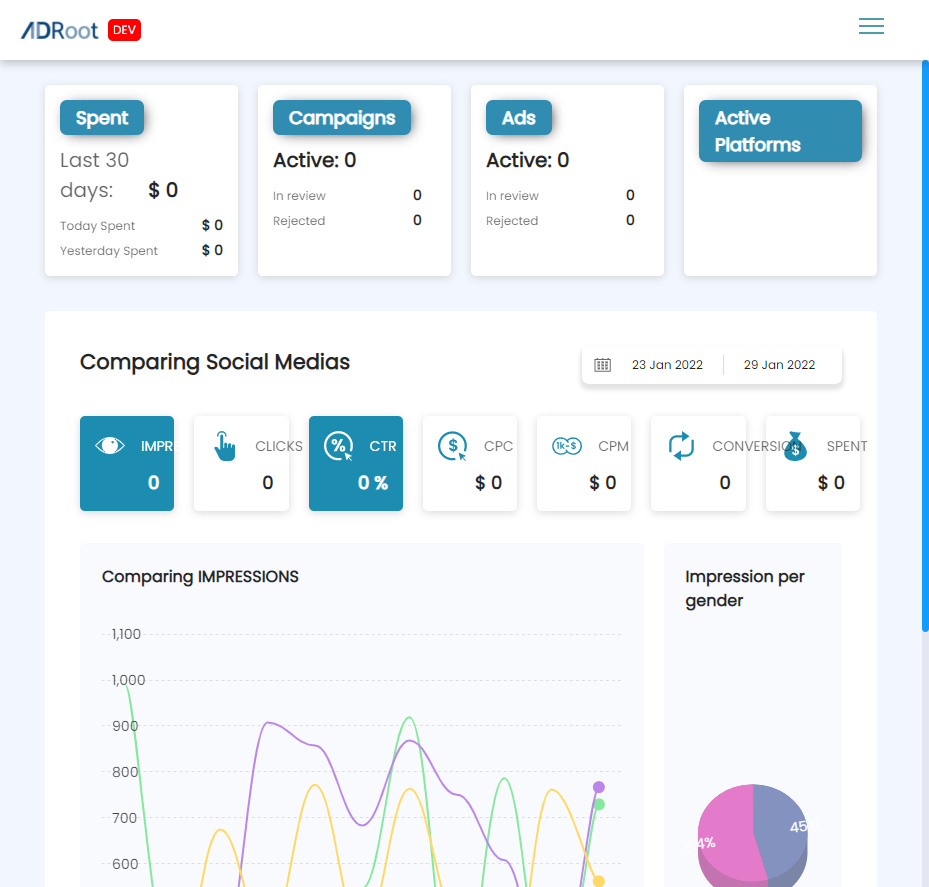 ADRoot DEV
Spent
Last 30
days: $ 0
Today Spent $ 0
Yesterday Spent $ 0
Campaigns
Active: 0
In review 0
Rejected 0
Ads
Active: 0
In review 0
Rejected 0
Active
Platforms
Comparing Social Medias
23 Jan 2022 29 Jan 2022
IMPR
0
CLICKS
0
CTR
0 %
CPC
$ 0
1k-$ CPM
$ 0
CONVERSION
0
SPENT
$ 0
Comparing IMPRESSIONS
1,100
1,000
900
800
700
600
Impression per
gender
45
4%